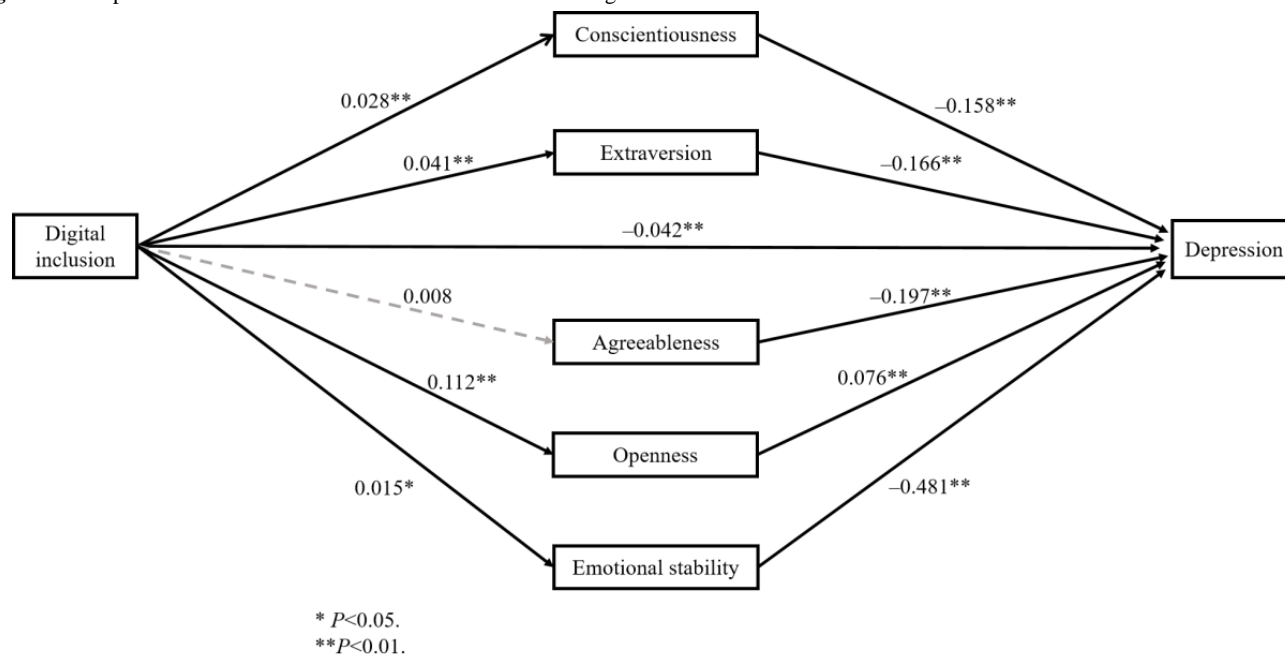 Conscientiousness
0.028**
–0.158**
Extraversion
0.041**
–0.166**
Digital
inclusion
–0.042**
Depression
0.008
–0.197**
Agreeableness
0.112**
0.076**
Openness
0.015*
–0.481**
Emotional stability
* P<0.05.
**P<0.01.